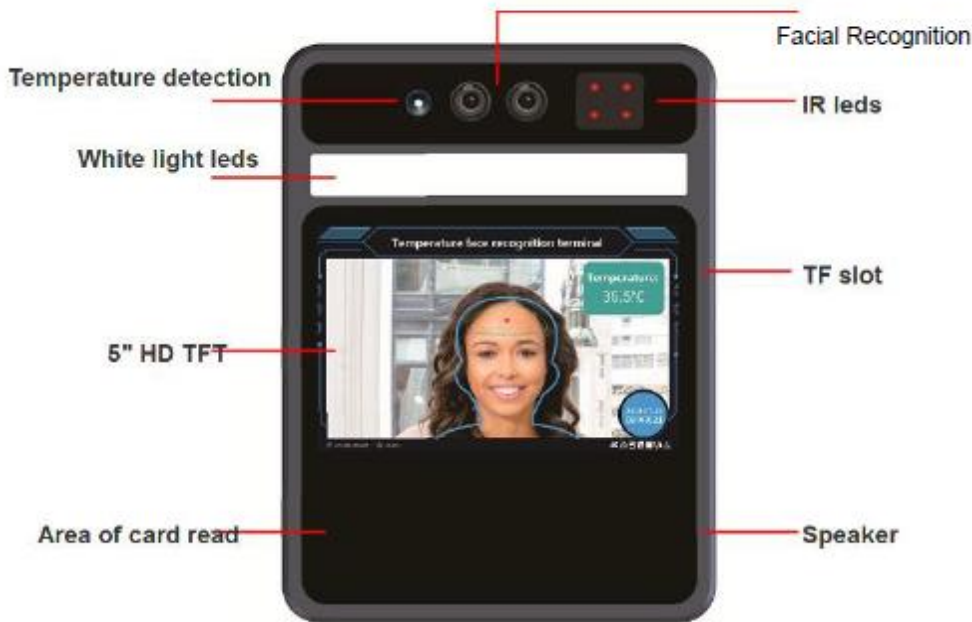 Facial Recognition
Temperature detection
IR leds
White light leds
Temperature face recognition terminal
Temperature:
36.5°C
TF slot
5" HD TFT
Area of card read
Speaker